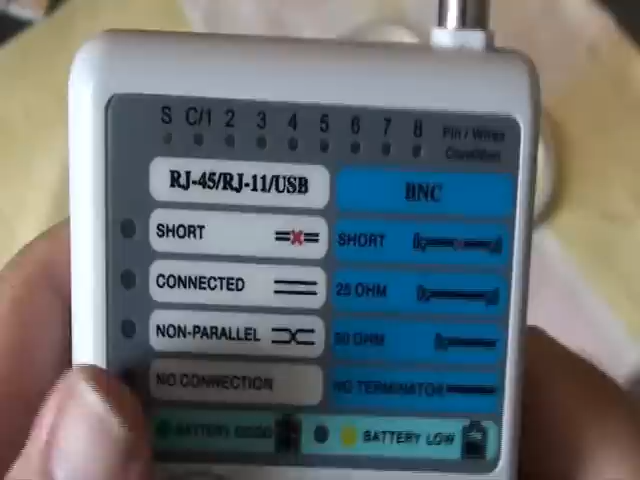 S C/1 2 3 4 5 6 7 8 Pin / Wires
Condition
RJ-45/RJ-11/USB BNC
SHORT SHORT
CONNECTED 25 OHM
NON-PARALLEL 50 OHM
NO CONNECTION NO TERMINATOR
BATTERY GOOD BATTERY LOW